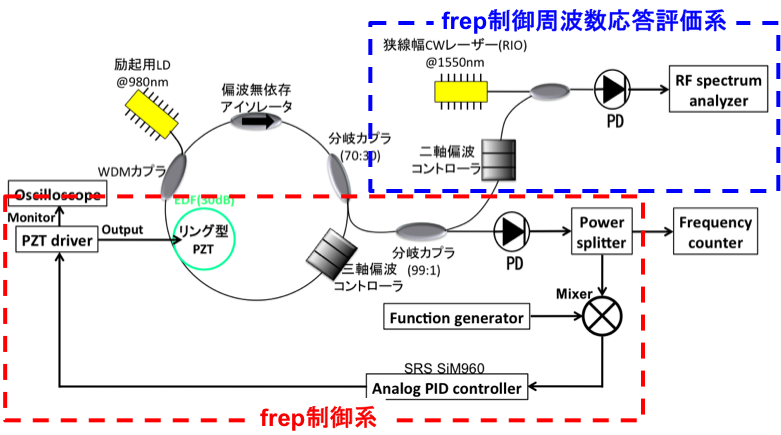 frep制御周波数応答評価系
狭線幅CWレーザー(RIO)
@1550nm
励起用LD
@980nm
偏波無依存
アイソレータ
RF spectrum
analyzer
PD
分岐カプラ
(70:30)
二軸偏波
コントローラ
WDMカプラ
Oscilloscope
EDF(30dB)
Monitor
PZT driver
Output
リング型
PZT
Power
splitter
Frequency
counter
分岐カプラ
(99:1)
PD
三軸偏波
コントローラ
Mixer
Function generator
SRS SiM960
Analog PID controller
frep制御系